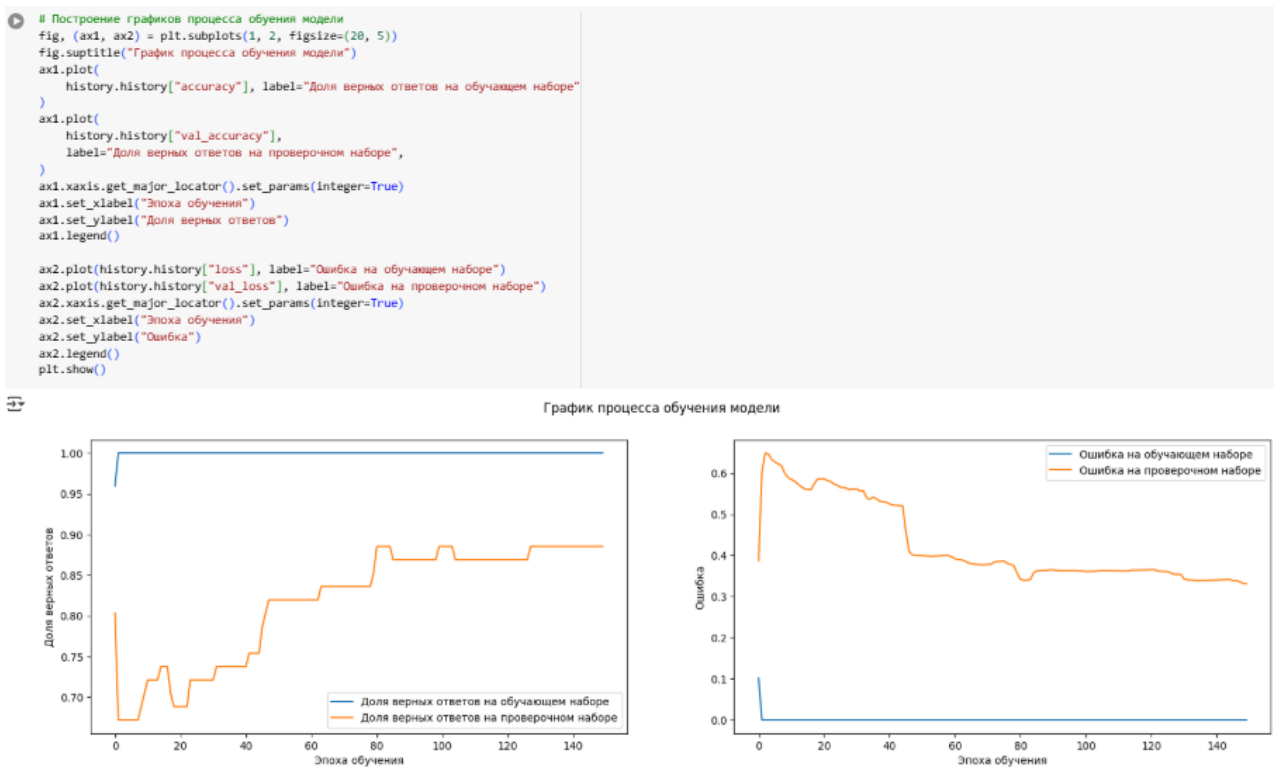 # Построение графиков процесса обуения модели
fig, (ax1, ax2) = plt.subplots(1, 2, figsize=(20, 5))
fig.suptitle("График процесса обучения модели")
ax1.plot(
    history.history["accuracy"], label="Доля верных ответов на обучающем наборе"
)
ax1.plot(
    history.history["val_accuracy"],
    label="Доля верных ответов на проверочном наборе",
)
ax1.xaxis.get_major_locator().set_params(integer=True)
ax1.set_xlabel("Эпоха обучения")
ax1.set_ylabel("Доля верных ответов")
ax1.legend()
ax2.plot(history.history["loss"], label="Ошибка на обучающем наборе")
ax2.plot(history.history["val_loss"], label="Ошибка на проверочном наборе")
ax2.xaxis.get_major_locator().set_params(integer=True)
ax2.set_xlabel("Эпоха обучения")
ax2.set_ylabel("Ошибка")
ax2.legend()
plt.show()
График процесса обучения модели
Доля верных ответов
1.00
0.95
0.90
0.85
0.80
0.75
0.70
Доля верных ответов на обучающем наборе
Доля верных ответов на проверочном наборе
0 20 40 60 80 100 120 140
Эпоха обучения
Ошибка
0.6
0.5
0.4
0.3
0.2
0.1
0.0
Ошибка на обучающем наборе
Ошибка на проверочном наборе
0 20 40 60 80 100 120 140
Эпоха обучения